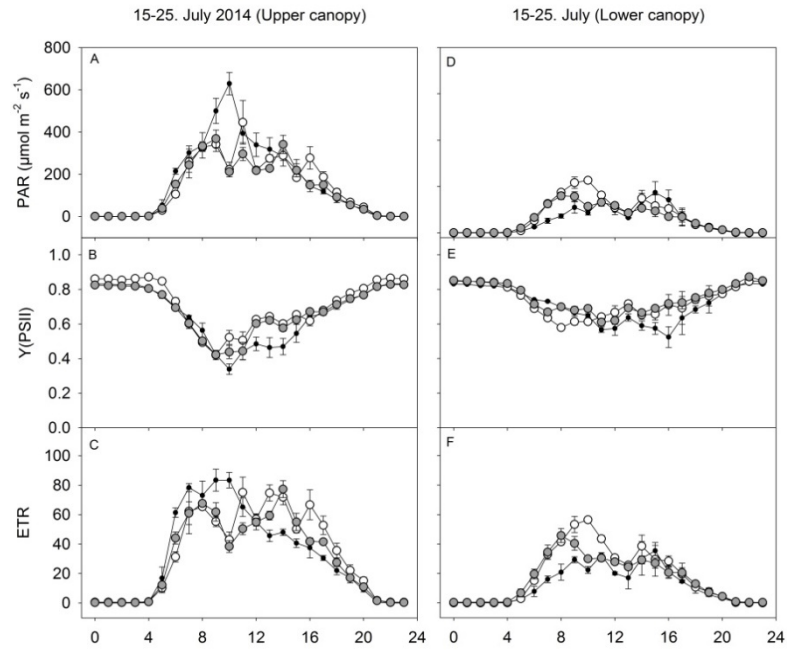 15-25. July 2014 (Upper canopy)
15-25. July (Lower canopy)
A
D
800
600
400
200
0
PAR (µmol m⁻² s⁻¹)
B
E
1.0
0.8
0.6
0.4
0.2
0.0
Y(PSII)
C
F
100
80
60
40
20
0
ETR
0 4 8 12 16 20 24
0 4 8 12 16 20 24